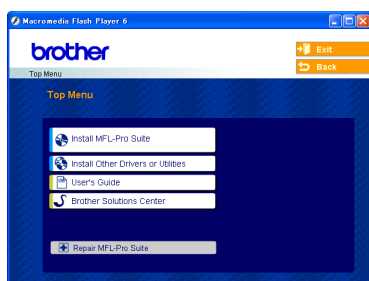 Macromedia Flash Player 6
brother
Exit
Back
Top Menu
Top Menu
Install MFL-Pro Suite
Install Other Drivers or Utilities
User's Guide
Brother Solutions Center
Repair MFL-Pro Suite